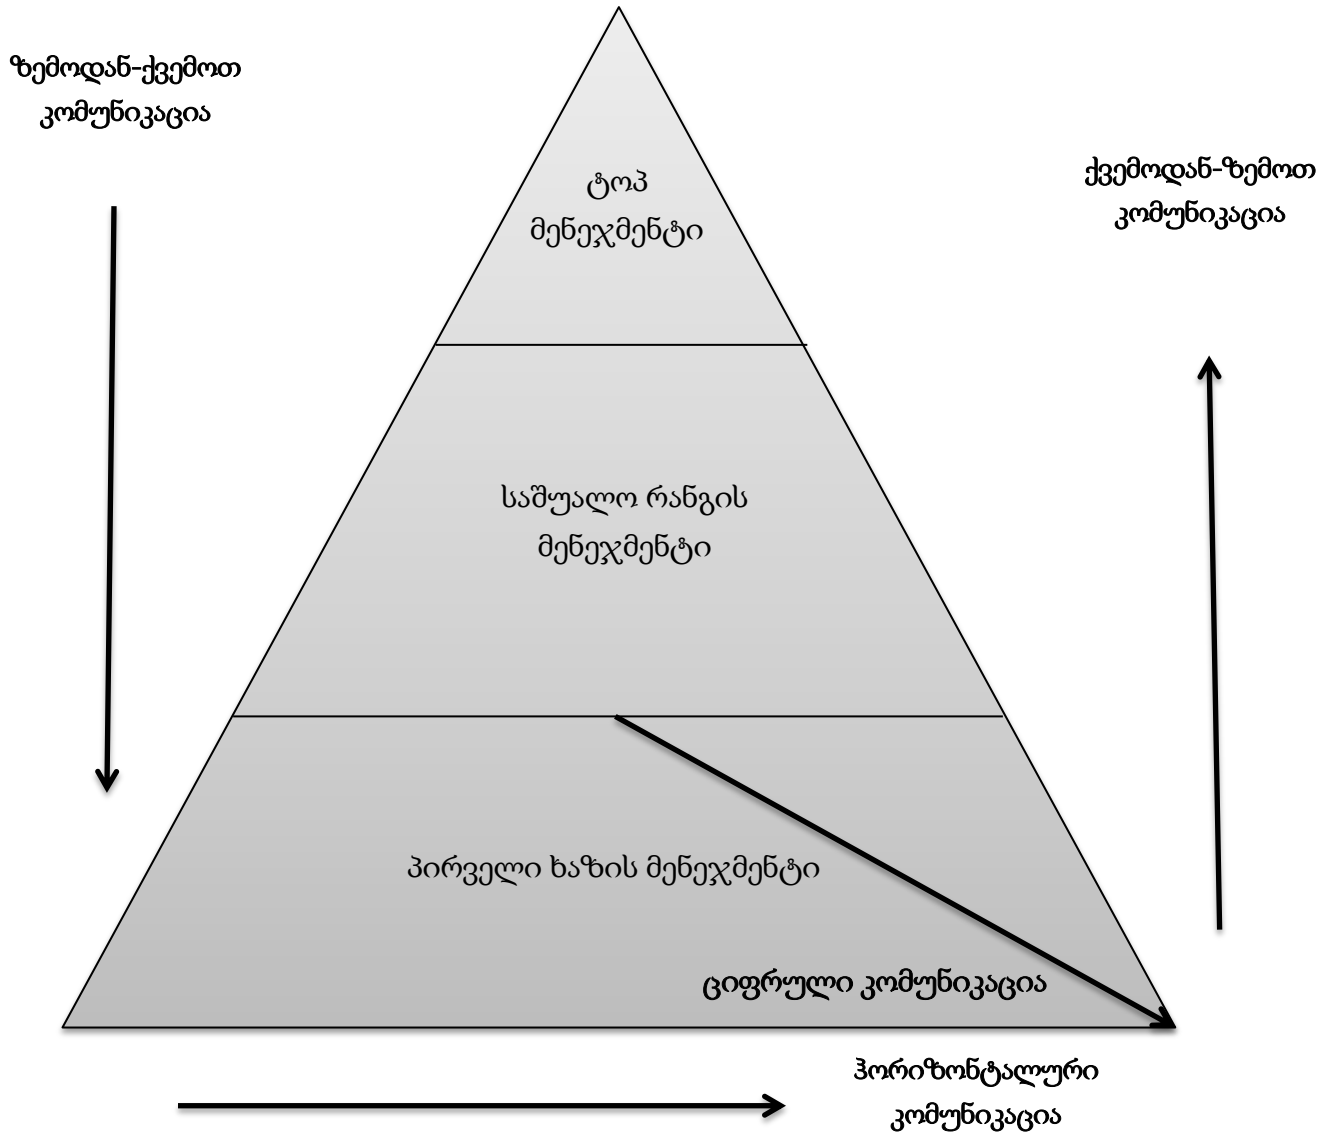 ზემოდან-ქვემოთ
კომუნიკაცია
ქვემოდან-ზემოთ
კომუნიკაცია
ტოპ
მენეჯმენტი
საშუალო რანგის
მენეჯმენტი
პირველი ხაზის მენეჯმენტი
ციფრული კომუნიკაცია
ჰორიზონტალური
კომუნიკაცია